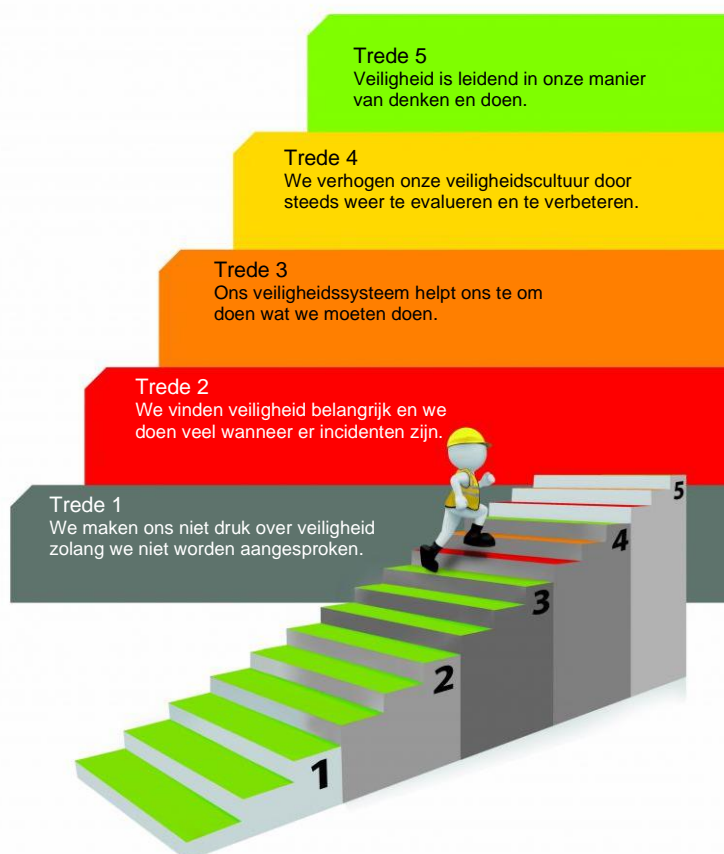 Trede 5
Veiligheid is leidend in onze manier
van denken en doen.
Trede 4
We verhogen onze veiligheidscultuur door
steeds weer te evalueren en te verbeteren.
Trede 3
Ons veiligheidssysteem helpt ons te om
doen wat we moeten doen.
Trede 2
We vinden veiligheid belangrijk en we
doen veel wanneer er incidenten zijn.
Trede 1
We maken ons niet druk over veiligheid
zolang we niet worden aangesproken.
5
4
3
2
1